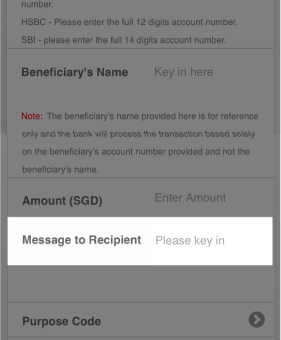 number.
HSBC - Please enter the full 12 digits account number.
SBI - please enter the full 14 digits account number.
Beneficiary's Name Key in here
Note: The beneficiary's name provided here is for reference
only and the bank will process the transaction based solely
on the beneficiary's account number provided and not the
beneficiary's name.
Amount (SGD) Enter Amount
Message to Recipient Please key in
Purpose Code